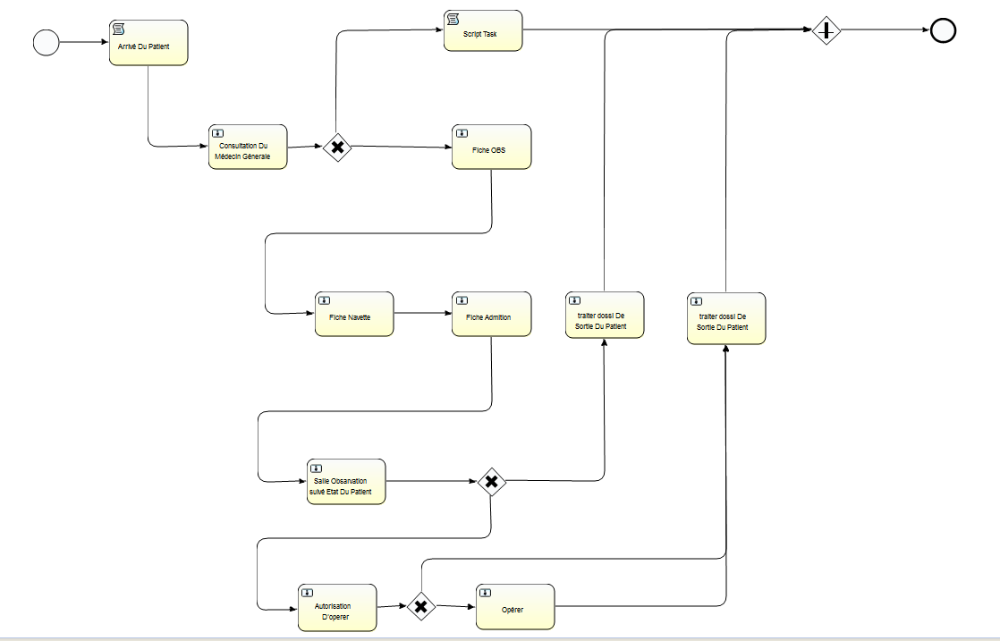 Script Task
Arrivé Du Patient
Consultation Du
Médecin Génerale
Fiche OBS
Fiche Navette
Fiche Admition
traiter dossi De
Sortie Du Patient
traiter dossi De
Sortie Du Patient
Salle Obsarvation
suivé Etat Du Patient
Autorisation
D'operer
Opérer